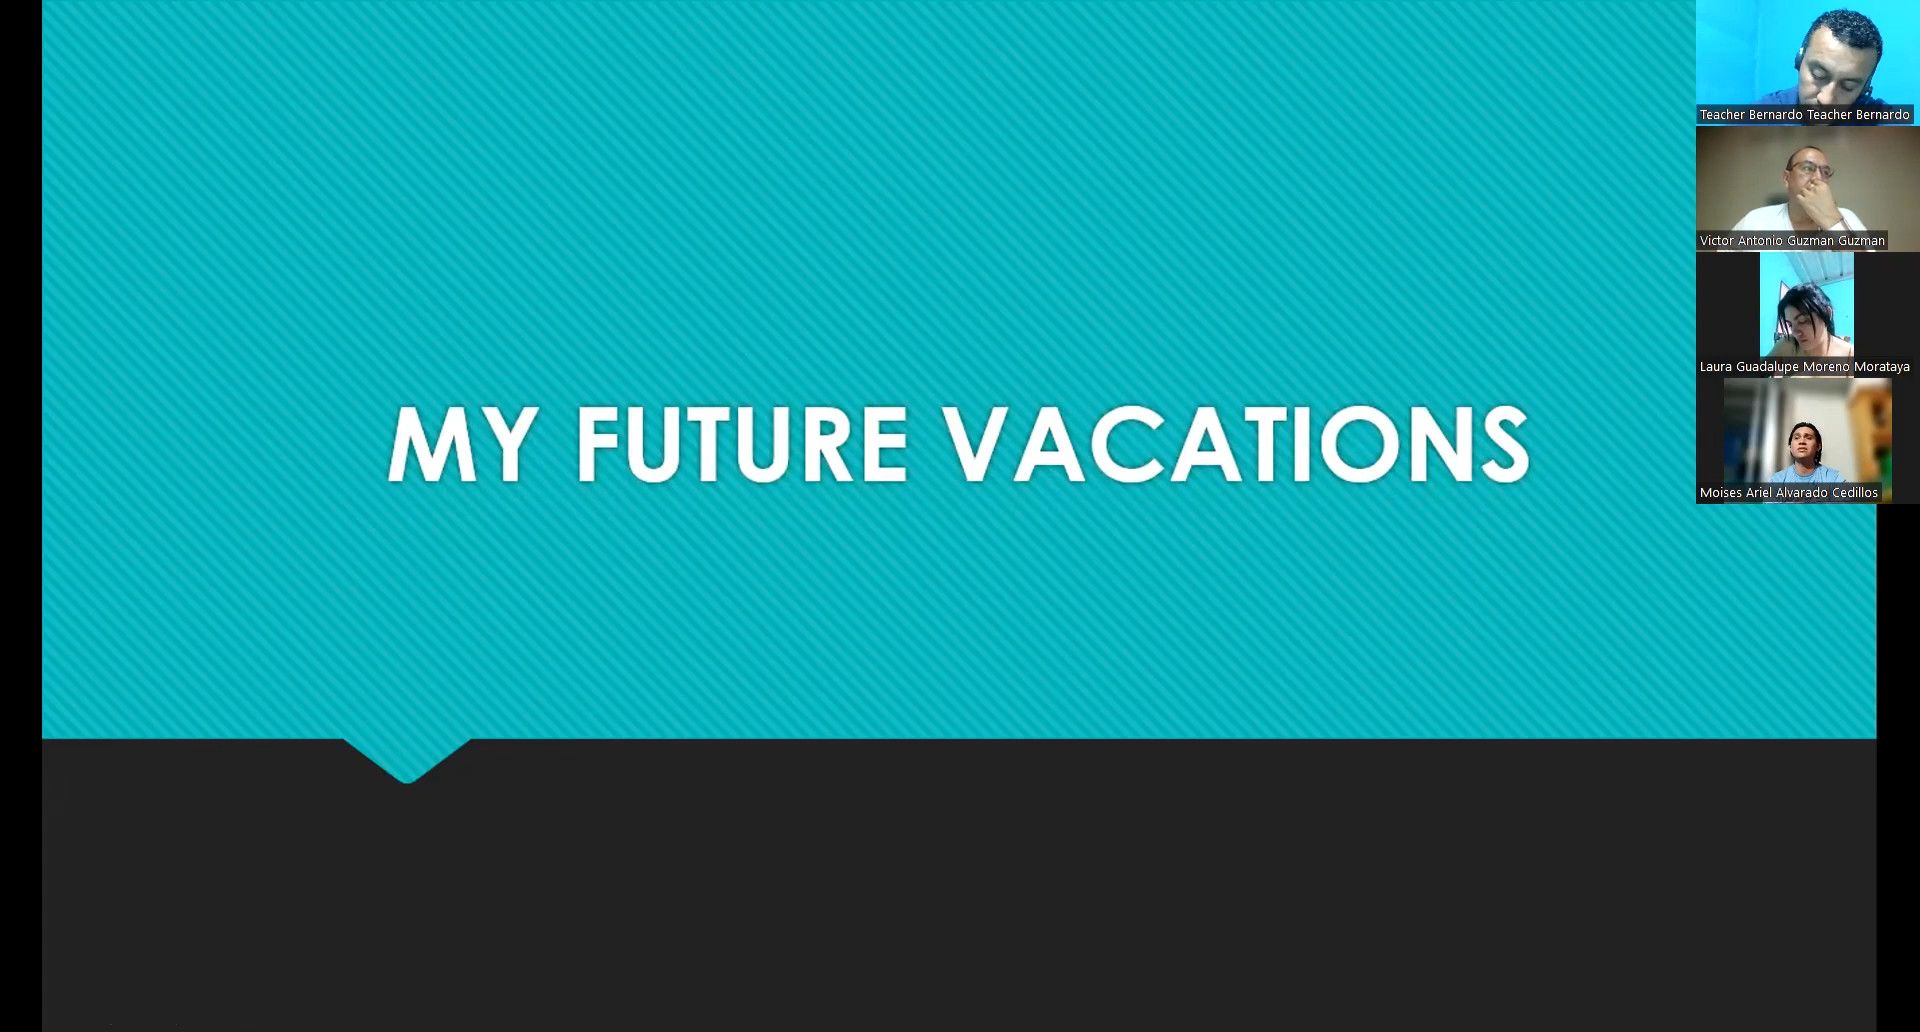 MY FUTURE VACATIONS
Teacher Bernardo Teacher Bernardo
Victor Antonio Guzman Guzman
Laura Guadalupe Moreno Morataya
Moises Ariel Alvarado Cedillos